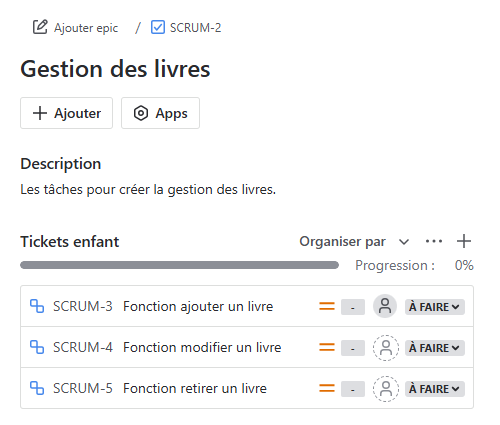 Ajouter epic / SCRUM-2
Gestion des livres
Ajouter Apps
Description
Les tâches pour créer la gestion des livres.
Tickets enfant Organiser par
Progression : 0%
SCRUM-3 Fonction ajouter un livre - À FAIRE
SCRUM-4 Fonction modifier un livre - À FAIRE
SCRUM-5 Fonction retirer un livre - À FAIRE